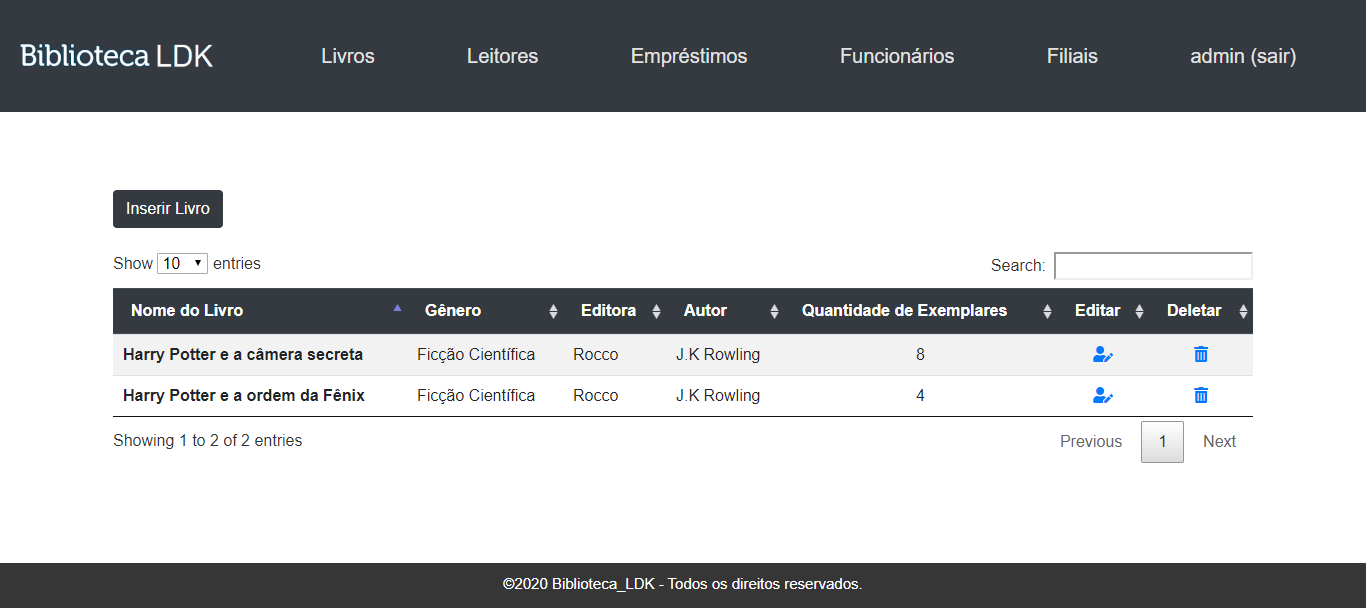 Biblioteca LDK Livros Leitores Empréstimos Funcionários Filiais admin (sair)
Inserir Livro
Show 10 entries Search:
Nome do Livro Gênero Editora Autor Quantidade de Exemplares Editar Deletar
Harry Potter e a câmera secreta Ficção Científica Rocco J.K Rowling 8
Harry Potter e a ordem da Fênix Ficção Científica Rocco J.K Rowling 4
Showing 1 to 2 of 2 entries Previous 1 Next
©2020 Biblioteca_LDK - Todos os direitos reservados.